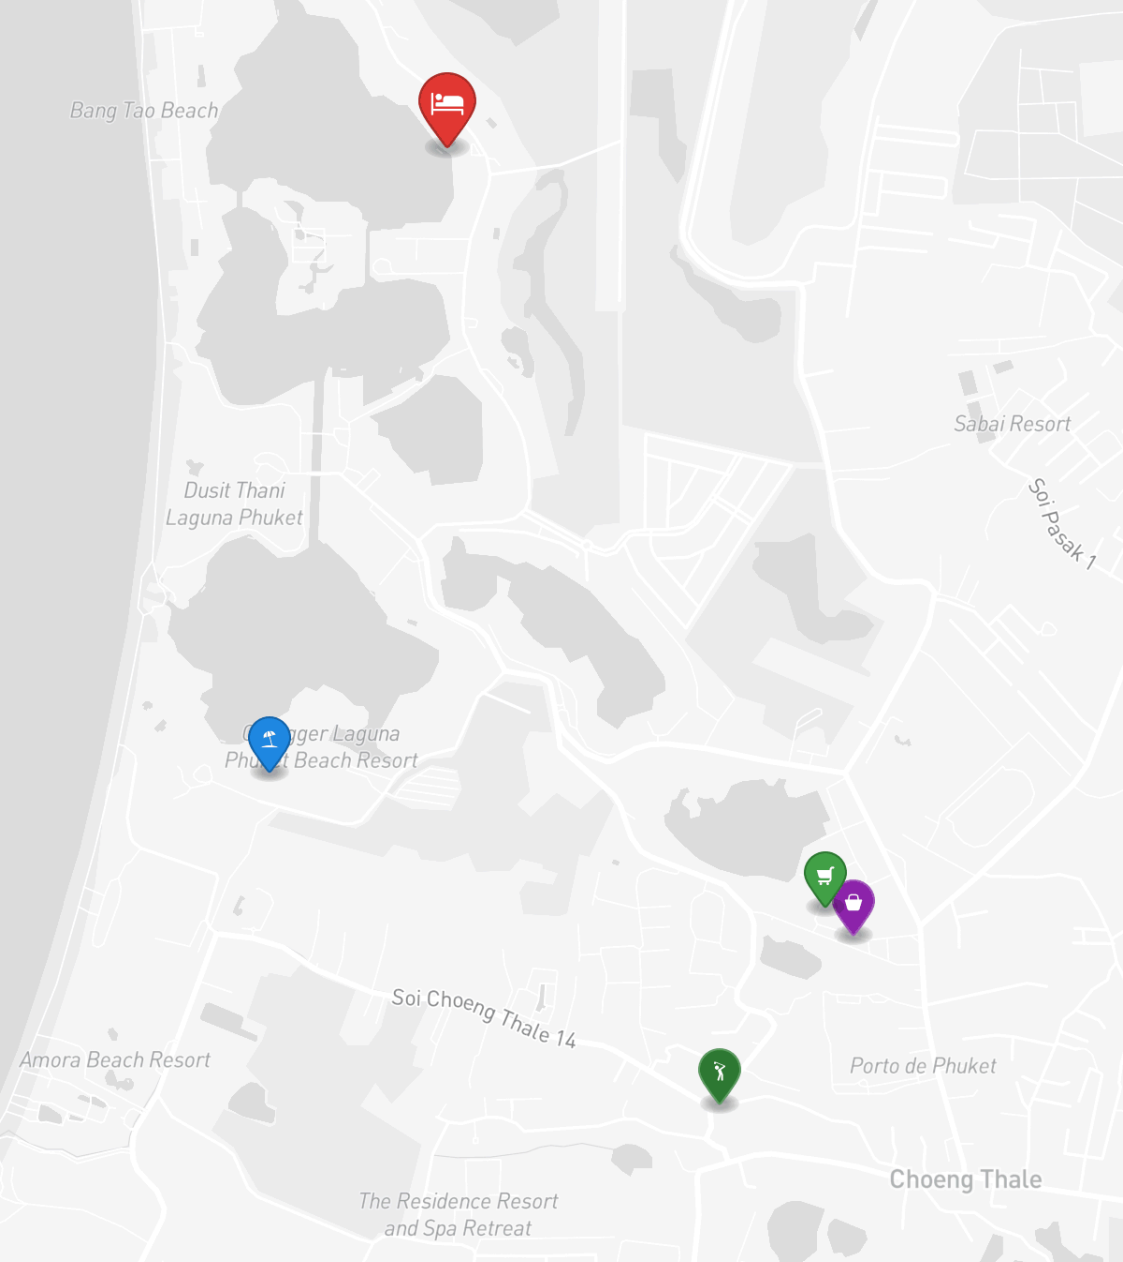 Bang Tao Beach
Sabai Resort
Soi Pasak 1
Dusit Thani
Laguna Phuket
Laguna
Beach Resort
Soi Choeng Thale 14
Amora Beach Resort
Porto de Phuket
Choeng Thale
The Residence Resort
and Spa Retreat